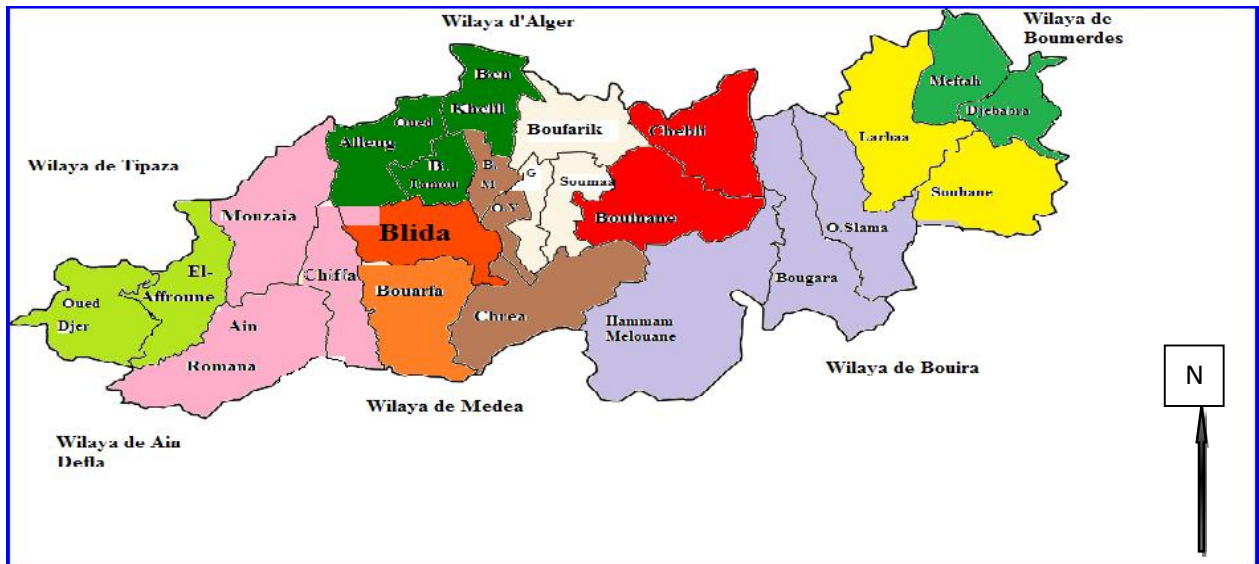 Wilaya d'Alger
Wilaya de
Boumerdes
Ben
Khelil
Meftah
Djebabra
Oued
Alleug
Boufarik
Chebli
Larbaa
Wilaya de Tipaza
B.
Tamou
B.
M
G
Soumaa
Souhane
Mouzaia
O.Y
Bouinane
O.Slama
Blida
El-
Affroune
Chiffa
Bouarfa
Bougara
Oued
Djer
Ain
Romana
Chrea
Hammam
Melouane
Wilaya de Bouira
N
Wilaya de Medea
Wilaya de Ain
Defla